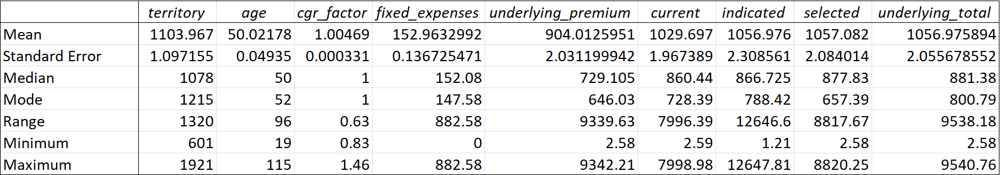 territory age cgr_factor fixed_expenses underlying_premium current indicated selected underlying_total
Mean 1103.967 50.02178 1.00469 152.9632992 904.0125951 1029.697 1056.976 1057.082 1056.975894
Standard Error 1.097155 0.04935 0.000331 0.136725471 2.031199942 1.967389 2.308561 2.084014 2.055678552
Median 1078 50 1 152.08 729.105 860.44 866.725 877.83 881.38
Mode 1215 52 1 147.58 646.03 728.39 788.42 657.39 800.79
Range 1320 96 0.63 882.58 9339.63 7996.39 12646.6 8817.67 9538.18
Minimum 601 19 0.83 0 2.58 2.59 1.21 2.58 2.58
Maximum 1921 115 1.46 882.58 9342.21 7998.98 12647.81 8820.25 9540.76